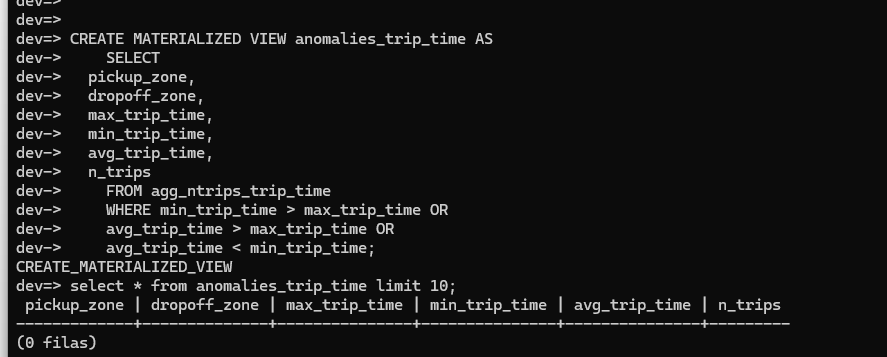 dev=>
dev=>
dev=> CREATE MATERIALIZED VIEW anomalies_trip_time AS
dev->     SELECT
dev->   pickup_zone,
dev->   dropoff_zone,
dev->   max_trip_time,
dev->   min_trip_time,
dev->   avg_trip_time,
dev->   n_trips
dev->     FROM agg_ntrips_trip_time
dev->     WHERE min_trip_time > max_trip_time OR
dev->     avg_trip_time > max_trip_time OR
dev->     avg_trip_time < min_trip_time;
CREATE_MATERIALIZED_VIEW
dev=> select * from anomalies_trip_time limit 10;
 pickup_zone | dropoff_zone | max_trip_time | min_trip_time | avg_trip_time | n_trips
-------------+--------------+---------------+---------------+---------------+---------
(0 filas)